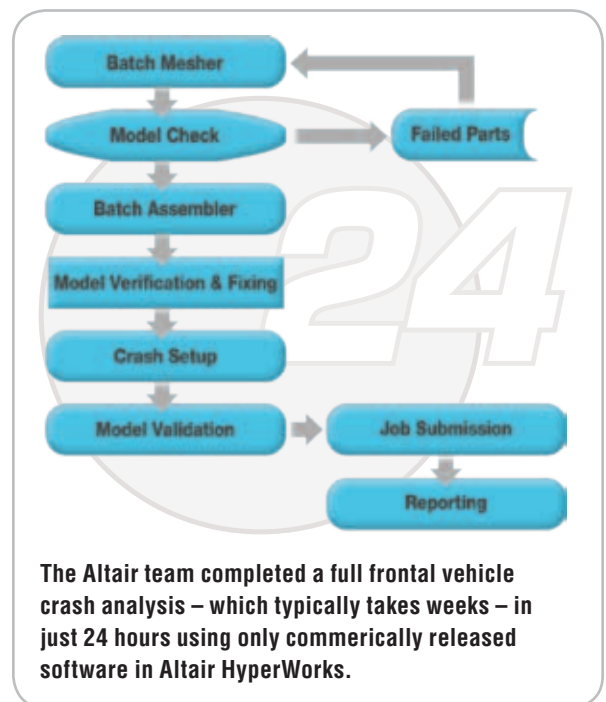 Batch Mesher
Model Check
Failed Parts
Batch Assembler
24
Model Verification & Fixing
Crash Setup
Model Validation
Job Submission
Reporting
The Altair team completed a full frontal vehicle
crash analysis – which typically takes weeks – in
just 24 hours using only commerically released
software in Altair HyperWorks.